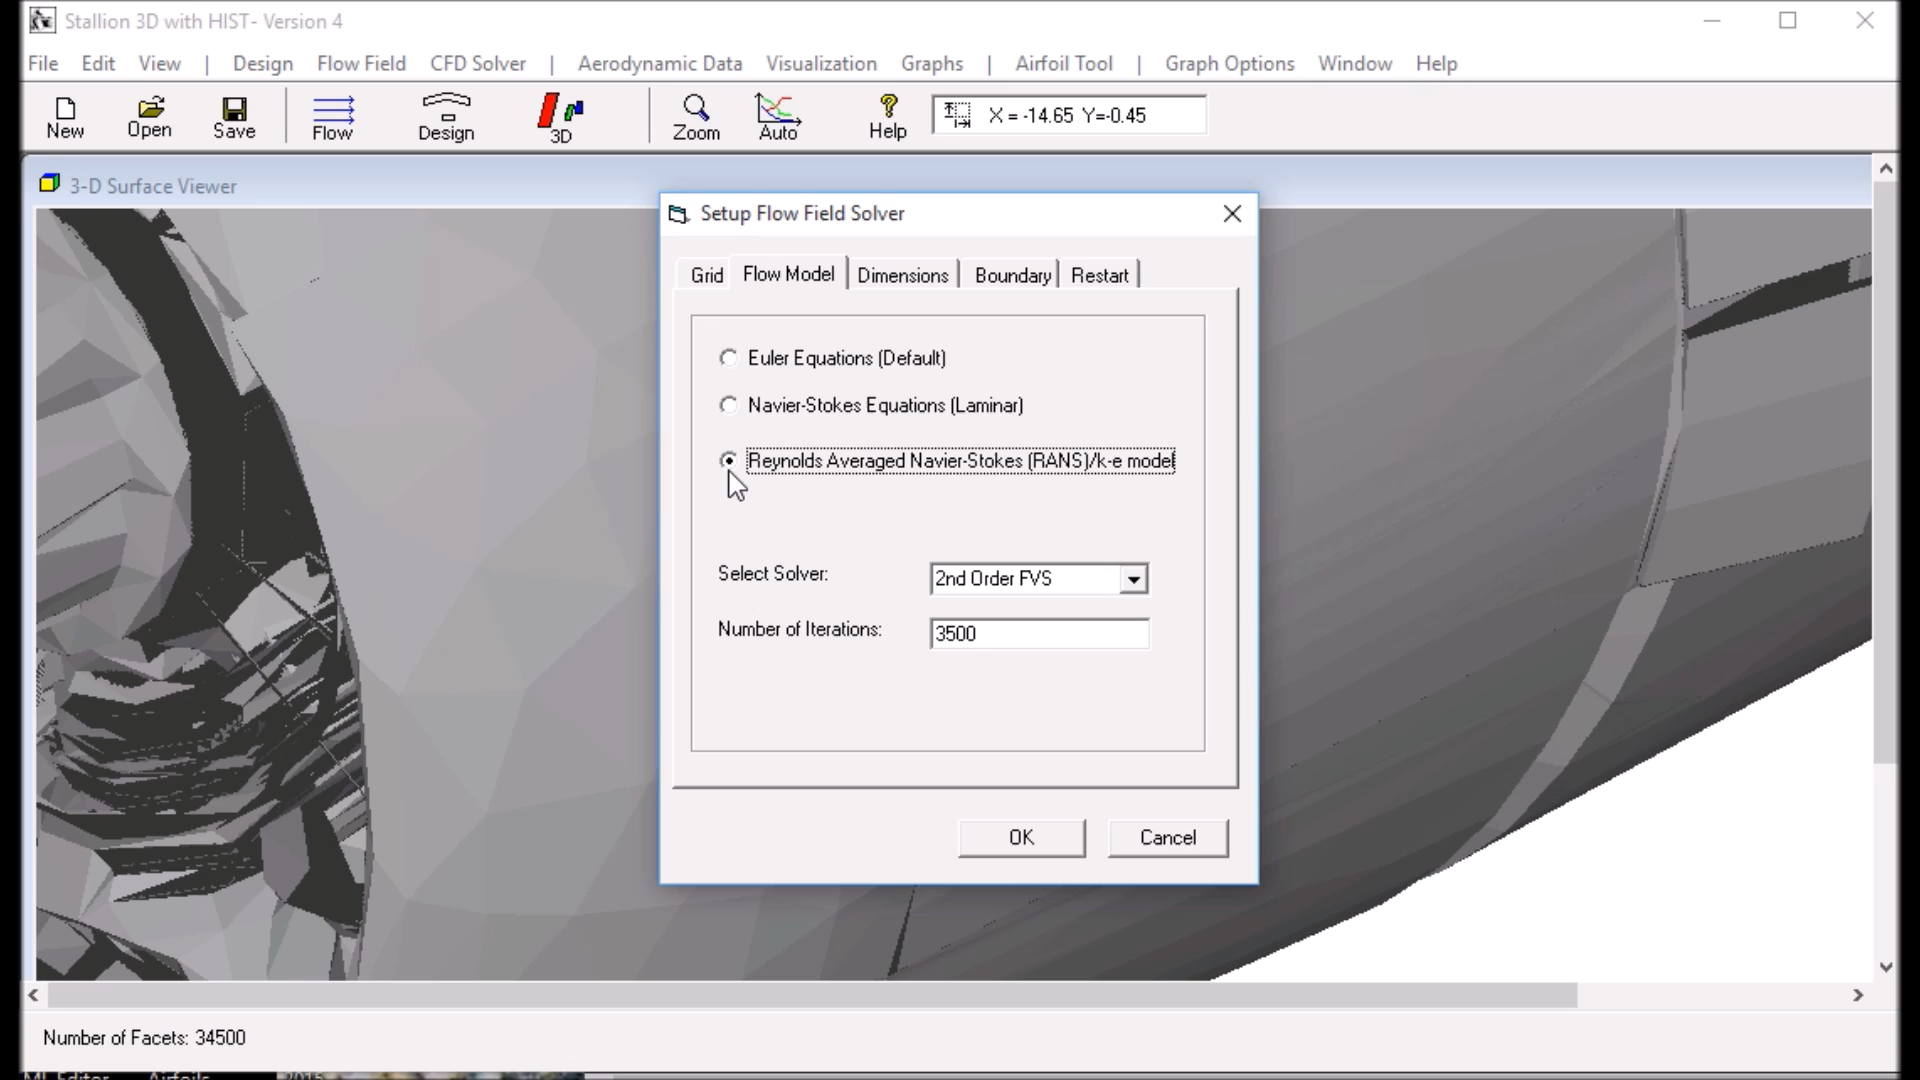 Stallion 3D with HIST- Version 4
File Edit View | Design Flow Field CFD Solver | Aerodynamic Data Visualization Graphs | Airfoil Tool | Graph Options Window Help
New Open Save Flow Design 3D Zoom Auto Help X = -14.65 Y=-0.45
3-D Surface Viewer
Setup Flow Field Solver
Grid Flow Model Dimensions Boundary Restart
Euler Equations (Default)
Navier-Stokes Equations (Laminar)
Reynolds Averaged Navier-Stokes (RANS)/k-e model
Select Solver: 2nd Order FVS
Number of Iterations: 3500
OK Cancel
Number of Facets: 34500